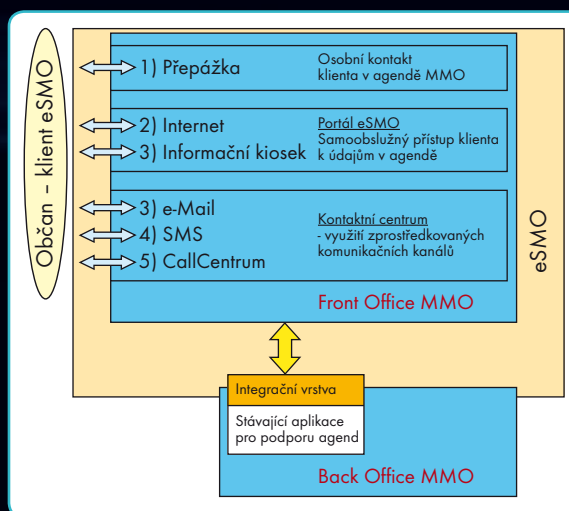 Občan – klient eSMO
1) Přepážka
Osobní kontakt
klienta v agendě MMO
2) Internet
3) Informační kiosek
Portál eSMO
Samoobslužný přístup klienta
k údajům v agendě
3) e-Mail
4) SMS
5) CallCentrum
Kontaktní centrum
- využití zprostředkovaných
komunikačních kanálů
Front Office MMO
eSMO
Integrační vrstva
Stávající aplikace
pro podporu agend
Back Office MMO